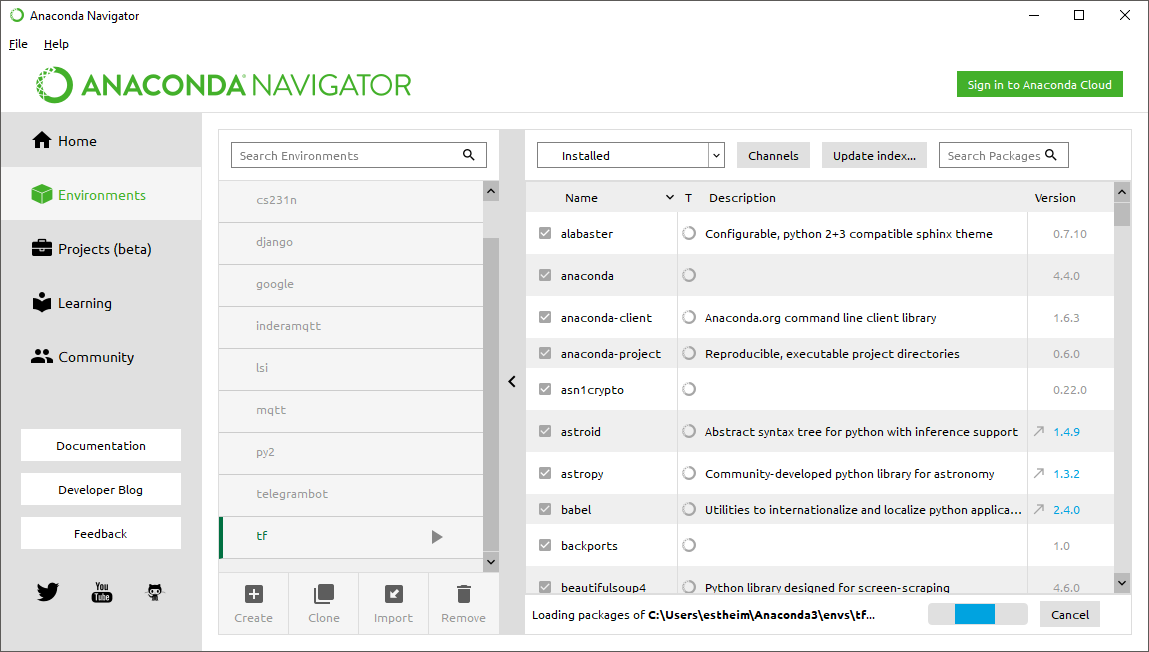 Anaconda Navigator
File Help
ANACONDA NAVIGATOR
Sign in to Anaconda Cloud
Home
Environments
Projects (beta)
Learning
Community
Documentation
Developer Blog
Feedback
You
Tube
Search Environments
cs231n
django
google
inderamqtt
lsi
mqtt
py2
telegrambot
tf
Create Clone Import Remove
Installed Channels Update index... Search Packages
Name T Description Version
alabaster Configurable, python 2+3 compatible sphinx theme 0.7.10
anaconda 4.4.0
anaconda-client Anaconda.org command line client library 1.6.3
anaconda-project Reproducible, executable project directories 0.6.0
asn1crypto 0.22.0
astroid Abstract syntax tree for python with inference support 1.4.9
astropy Community-developed python library for astronomy 1.3.2
babel Utilities to internationalize and localize python applica... 2.4.0
backports 1.0
beautifulsoup4 Python library designed for screen-scraping 4.6.0
Loading packages of C:\Users\estheim\Anaconda3\envs\tf... Cancel